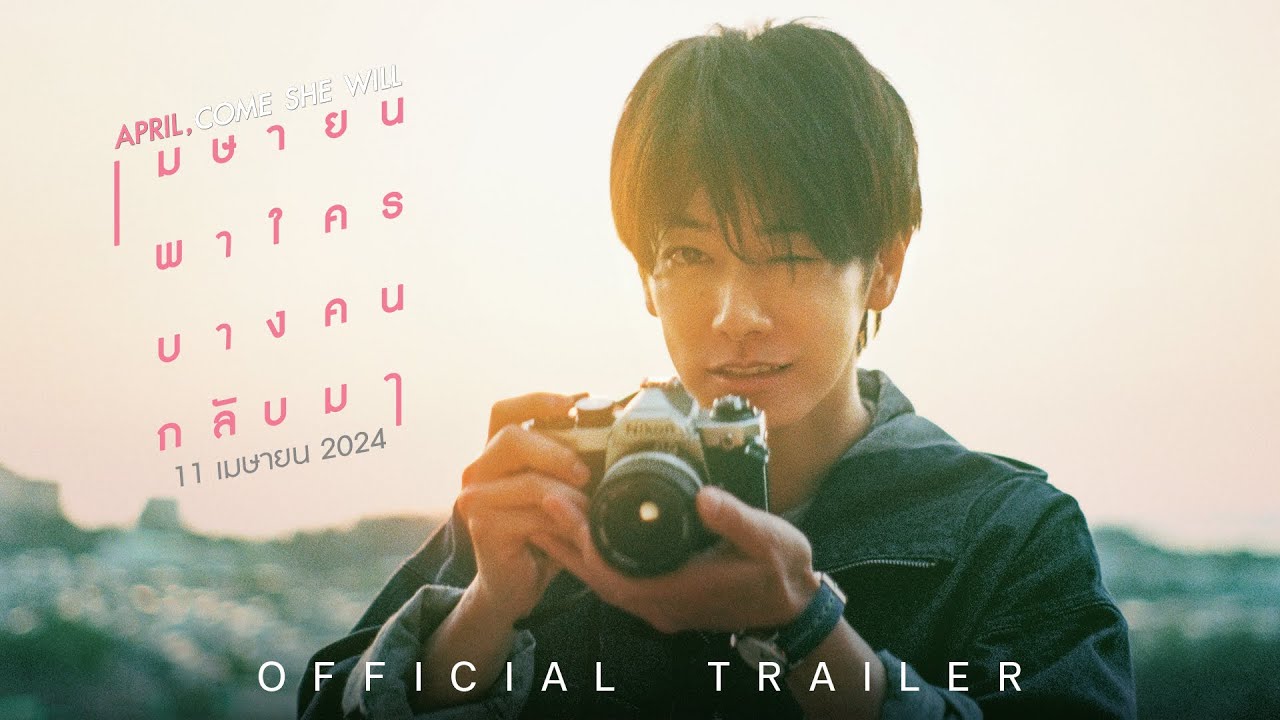 APRIL, COME SHE WILL
เมษายน
พาใคร
บางคน
กลับมา
11 เมษายน 2024
Nikon
OFFICIAL TRAILER